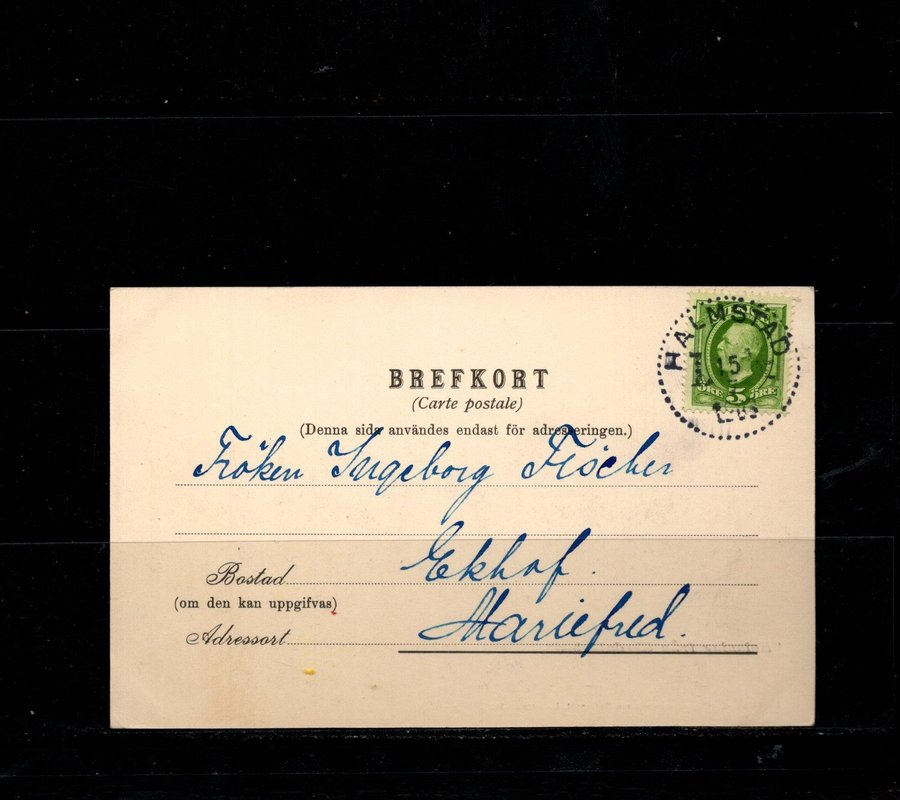 HALMSTAD
15
ÖRE 5 ÖRE
BREFKORT
(Carte postale)
(Denna sida användes endast för adresseringen.)
Fröken Ingeborg Fischer
Ekhof.
Bostad
(om den kan uppgifvas)
Mariefred.
Adressort